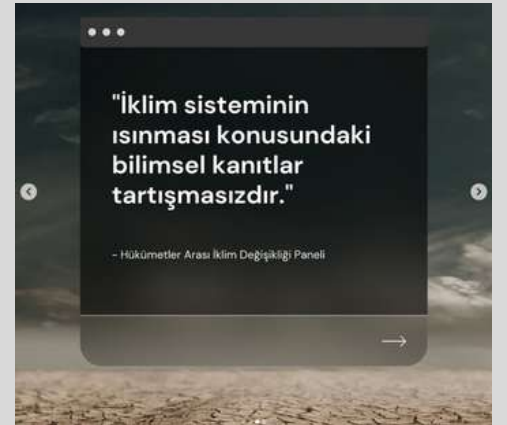 "İklim sisteminin
ısınması konusundaki
bilimsel kanıtlar
tartışmasızdır."
- Hükümetler Arası İklim Değişikliği Paneli